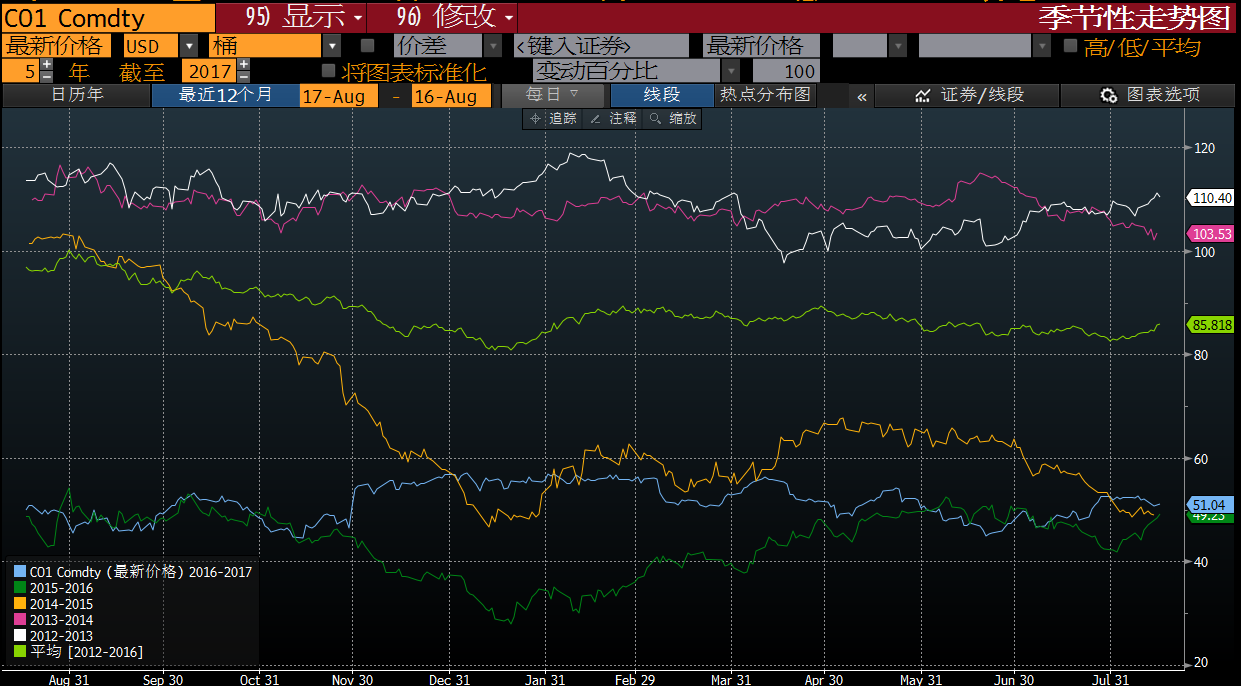 CO1 Comdty 95) 显示 96) 修改 季节性走势图
最新价格 USD 桶 价差 <键入证券> 最新价格 高/低/平均
5 年 截至 2017 将图表标准化 变动百分比 100
日历年 最近12个月 17-Aug - 16-Aug 每日 线段 热点分布图 « 证券/线段 图表选项
追踪 注释 缩放
120
110.40
103.53
100
85.818
80
60
51.04
49.23
40
CO1 Comdty (最新价格) 2016-2017
2015-2016
2014-2015
2013-2014
2012-2013
平均 [2012-2016]
20
Aug 31 Sep 30 Oct 31 Nov 30 Dec 31 Jan 31 Feb 29 Mar 31 Apr 30 May 31 Jun 30 Jul 31